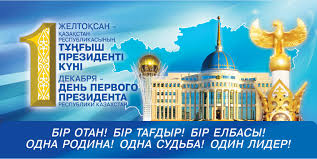 1
ЖЕЛТОҚСАН –
ҚАЗАҚСТАН
РЕСПУБЛИКАСЫНЫҢ
ТҰҢҒЫШ
ПРЕЗИДЕНТІ
КҮНІ
ДЕКАБРЯ –
ДЕНЬ ПЕРВОГО
ПРЕЗИДЕНТА
РЕСПУБЛИКИ КАЗАХСТАН
БІР ОТАН! БІР ТАҒДЫР! БІР ЕЛБАСЫ!
ОДНА РОДИНА! ОДНА СУДЬБА! ОДИН ЛИДЕР!